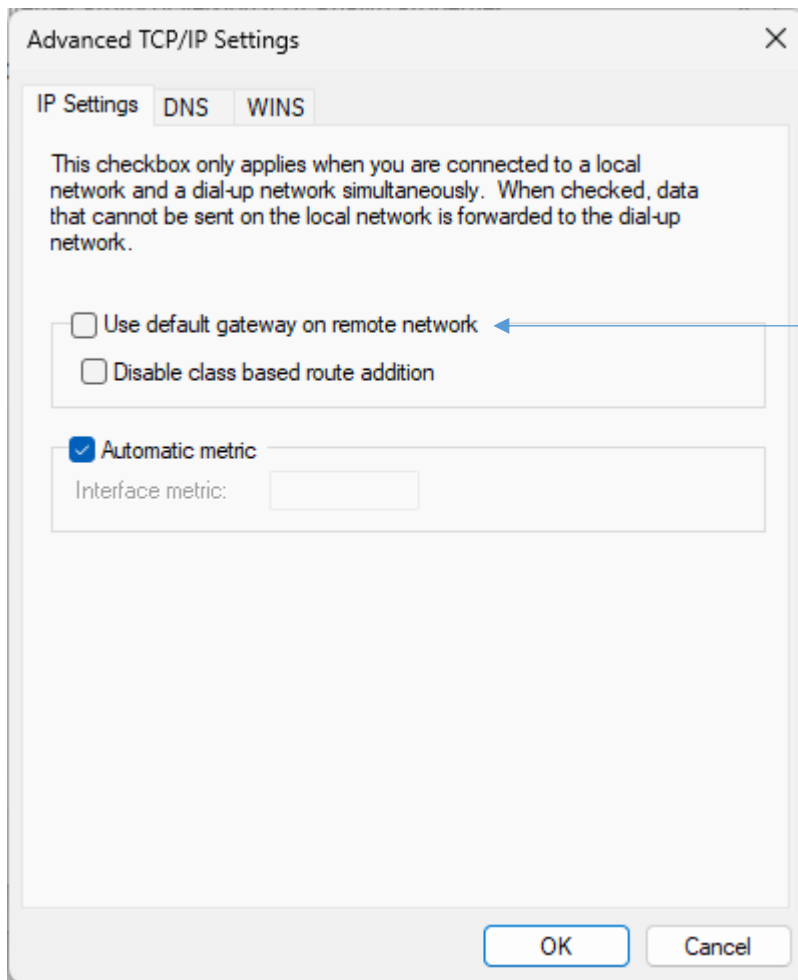 Advanced TCP/IP Settings
IP Settings DNS WINS
This checkbox only applies when you are connected to a local
network and a dial-up network simultaneously. When checked, data
that cannot be sent on the local network is forwarded to the dial-up
network.
Use default gateway on remote network
Disable class based route addition
Automatic metric
Interface metric:
OK Cancel